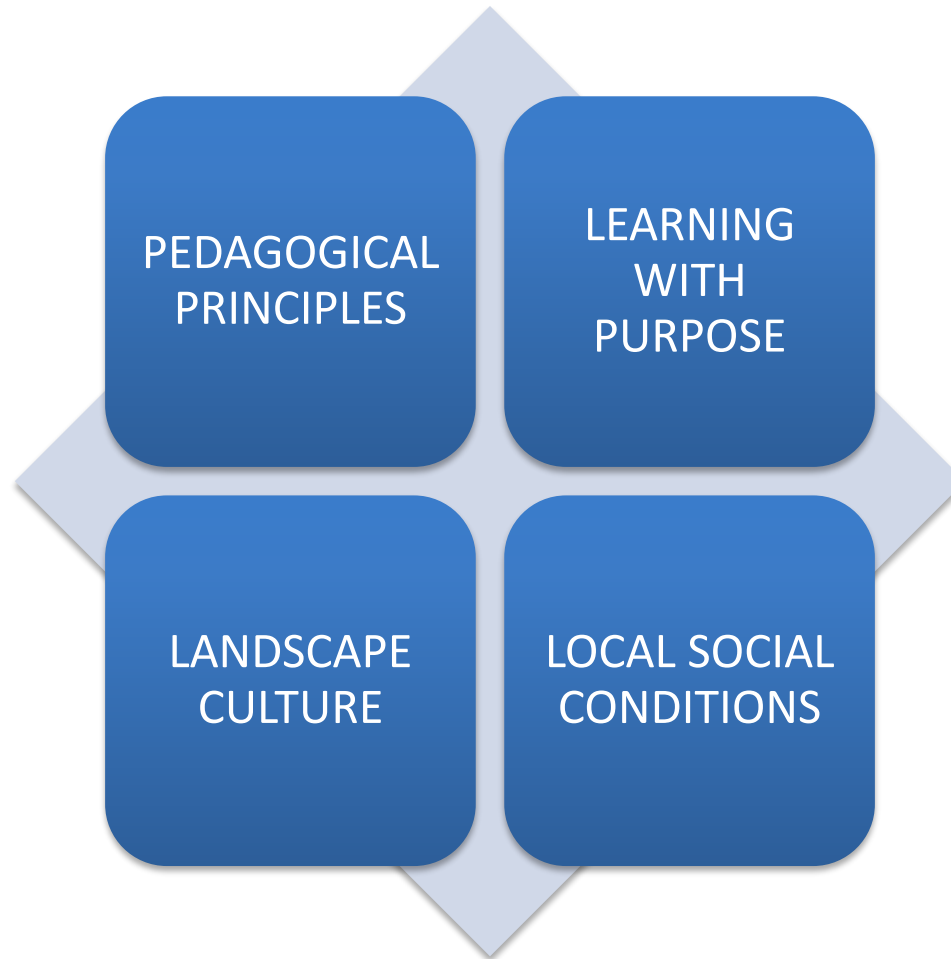 PEDAGOGICAL
PRINCIPLES
LEARNING
WITH
PURPOSE
LANDSCAPE
CULTURE
LOCAL SOCIAL
CONDITIONS